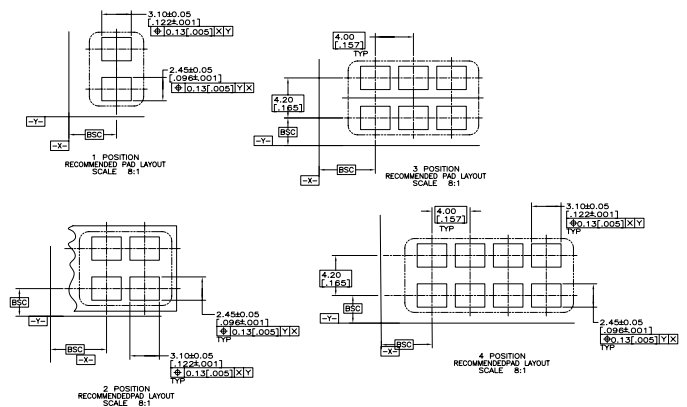 3.10±0.05
[.122±.001]
⌖ 0.13[.005] X Y
2.45±0.05
[.096±.001]
⌖ 0.13[.005] Y X
-Y-
BSC
-X-
1 POSITION
RECOMMENDED PAD LAYOUT
SCALE 8:1
4.00
[.157]
TYP
4.20
[.165]
BSC
-Y-
BSC
-X-
3 POSITION
RECOMMENDED PAD LAYOUT
SCALE 8:1
BSC
-Y-
BSC
-X-
2.45±0.05
[.096±.001]
⌖ 0.13[.005] Y X
TYP
3.10±0.05
[.122±.001]
⌖ 0.13[.005] X Y
TYP
2 POSITION
RECOMMENDEDPAD LAYOUT
SCALE 8:1
4.00
[.157]
TYP
3.10±0.05
[.122±.001]
⌖ 0.13[.005] X Y
TYP
4.20
[.165]
BSC
-Y-
BSC
-X-
2.45±0.05
[.096±.001]
⌖ 0.13[.005] Y X
TYP
4 POSITION
RECOMMENDEDPAD LAYOUT
SCALE 8:1